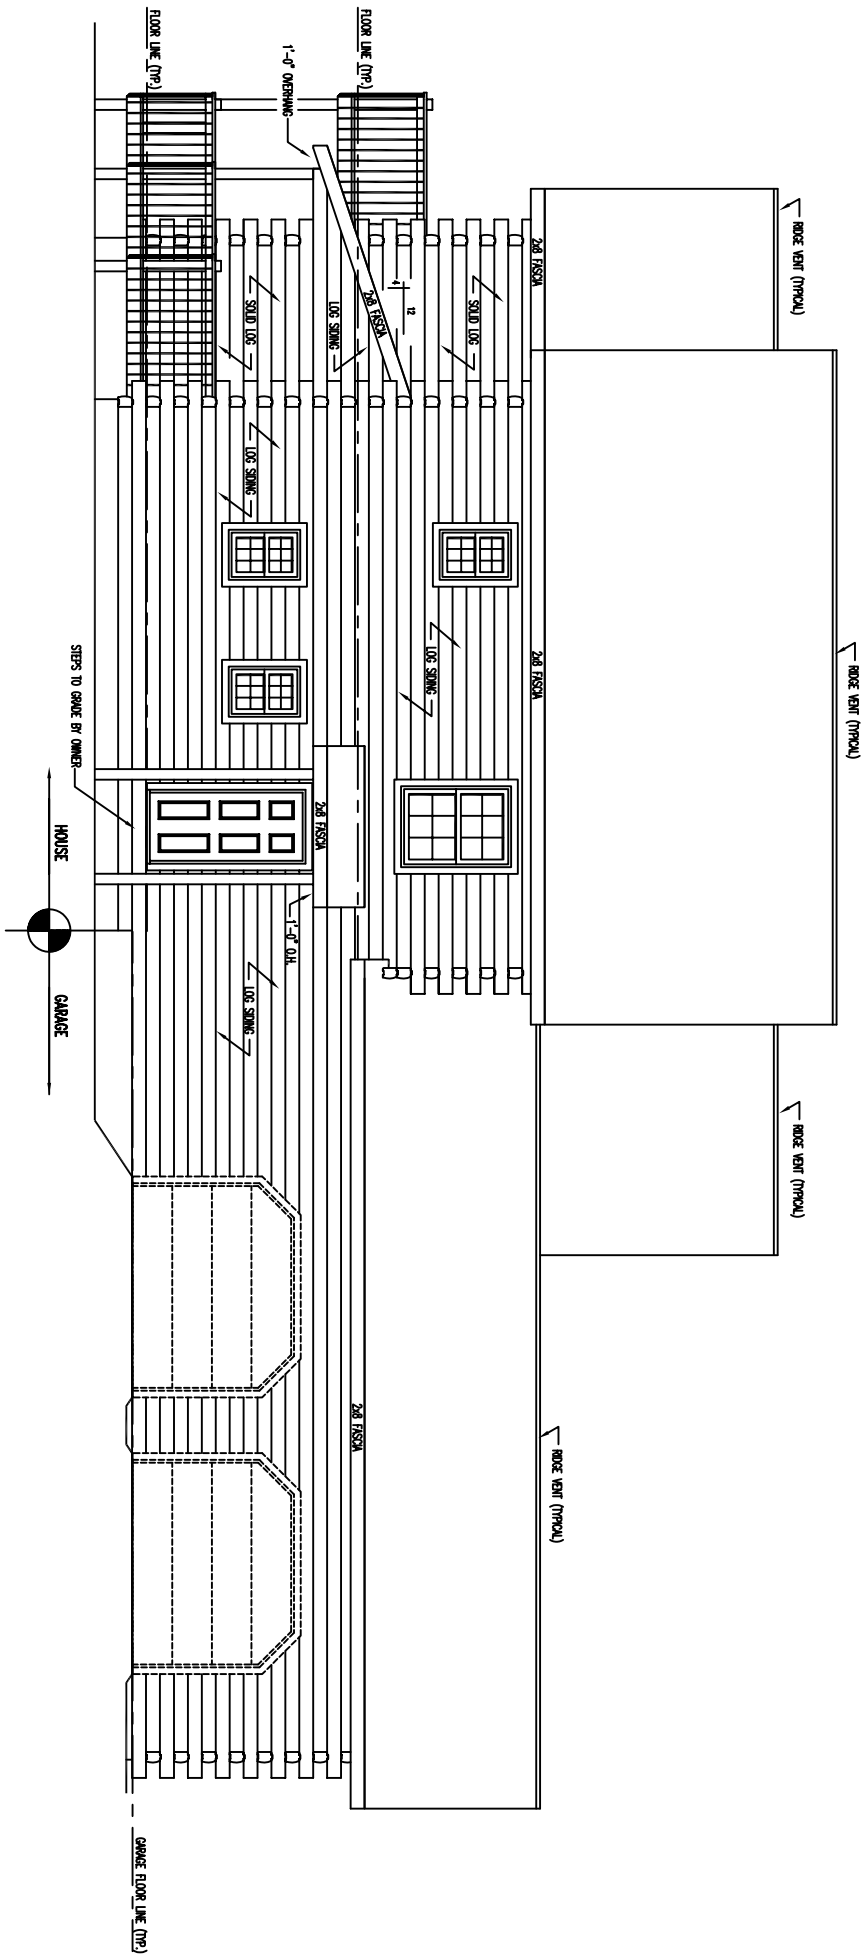 RIDGE VENT (TYPICAL)
RIDGE VENT (TYPICAL)
RIDGE VENT (TYPICAL)
RIDGE VENT (TYPICAL)
2x8 FASCIA
2x8 FASCIA
SOLID LOG
12
4
2x8 FASCIA
LOG SIDING
LOG SIDING
FLOOR LINE (TYP.)
2x8 FASCIA
2x8 FASCIA
1'-0" OVERHANG
1'-0" O.H.
SOLID LOG
LOG SIDING
LOG SIDING
FLOOR LINE (TYP.)
GARAGE FLOOR LINE (TYP.)
STEPS TO GRADE BY OWNER
HOUSE
GARAGE